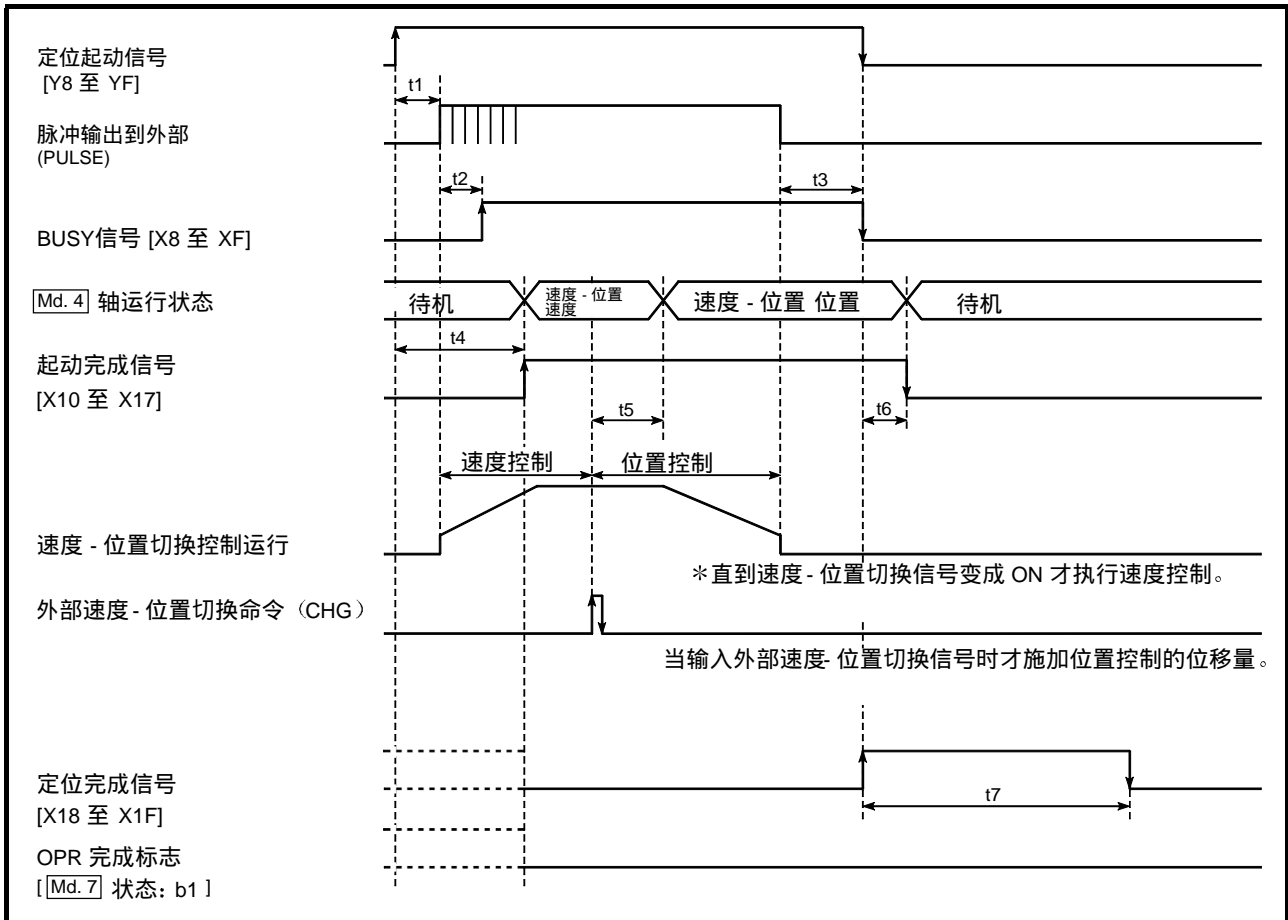 定位起动信号
[Y8 至 YF]
t1
脉冲输出到外部
(PULSE)
t2
t3
BUSY信号 [X8 至 XF]
Md. 4 轴运行状态
待机
速度 - 位置
速度
速度 - 位置 位置
待机
t4
起动完成信号
[X10 至 X17]
t5
t6
速度控制
位置控制
速度 - 位置切换控制运行
＊直到速度 - 位置切换信号变成 ON 才执行速度控制。
外部速度 - 位置切换命令（CHG）
当输入外部速度- 位置切换信号时才施加位置控制的位移量。
定位完成信号
[X18 至 X1F]
t7
OPR 完成标志
[ Md. 7 状态: b1 ]